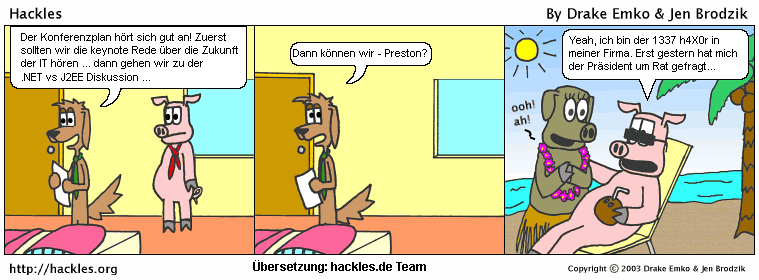 Hackles
By Drake Emko & Jen Brodzik
Der Konferenzplan hört sich gut an! Zuerst
sollten wir die keynote Rede über die Zukunft
der IT hören ... dann gehen wir zu der
.NET vs J2EE Diskussion ...
Dann können wir - Preston?
Yeah, ich bin der 1337 h4X0r in
meiner Firma. Erst gestern hat mich
der Präsident um Rat gefragt...
ooh!
ah!
http://hackles.org
Übersetzung: hackles.de Team
Copyright © 2003 Drake Emko & Jen Brodzik